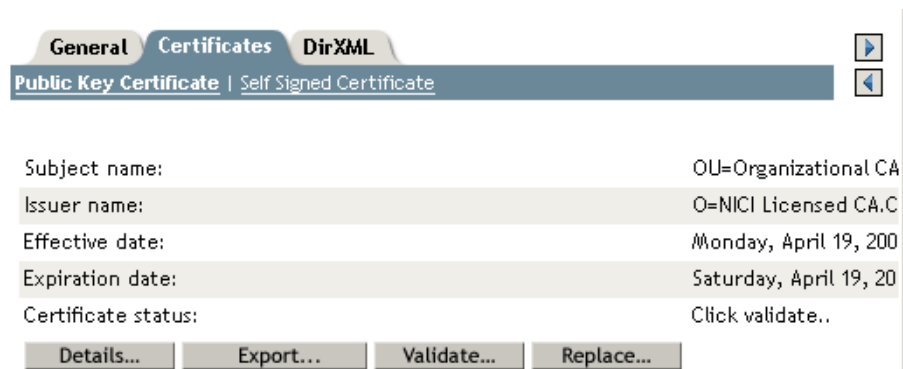 General Certificates DirXML
Public Key Certificate | Self Signed Certificate
Subject name: OU=Organizational CA
Issuer name: O=NICI Licensed CA.C
Effective date: Monday, April 19, 200
Expiration date: Saturday, April 19, 20
Certificate status: Click validate..
Details... Export... Validate... Replace...